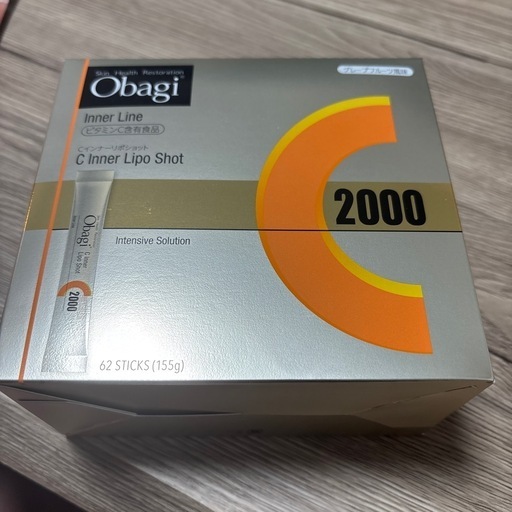 Skin Health Restoration
Obagi™
グレープフルーツ風味
Inner Line
ビタミンC含有食品
Cインナーリポショット
C Inner Lipo Shot
2000
Intensive Solution
Obagi
C Inner
Lipo Shot
2000
62 STICKS (155g)